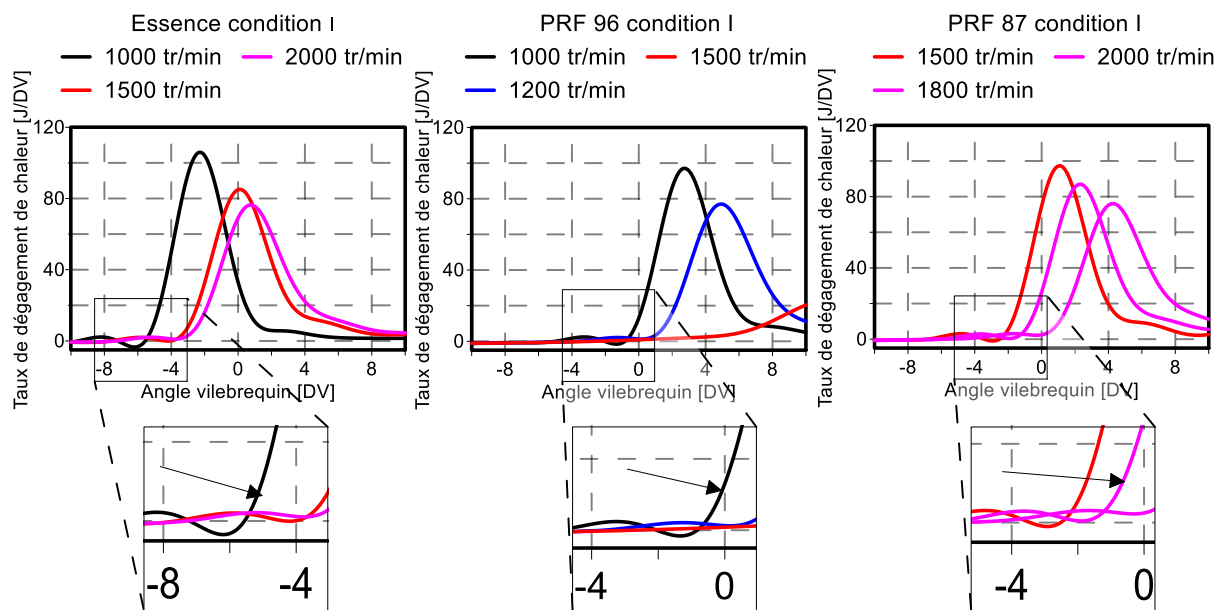 Essence condition I
1000 tr/min 2000 tr/min
1500 tr/min
Taux de dégagement de chaleur [J/DV]
120
80
40
0
-8 -4 0 4 8
Angle vilebrequin [DV]
-8 -4
PRF 96 condition I
1000 tr/min 1500 tr/min
1200 tr/min
Taux de dégagement de chaleur [J/DV]
120
80
40
0
-8 -4 0 4 8
Angle vilebrequin [DV]
-4 0
PRF 87 condition I
1500 tr/min 2000 tr/min
1800 tr/min
Taux de dégagement de chaleur [J/DV]
120
80
40
0
-8 -4 0 4 8
Angle vilebrequin [DV]
-4 0